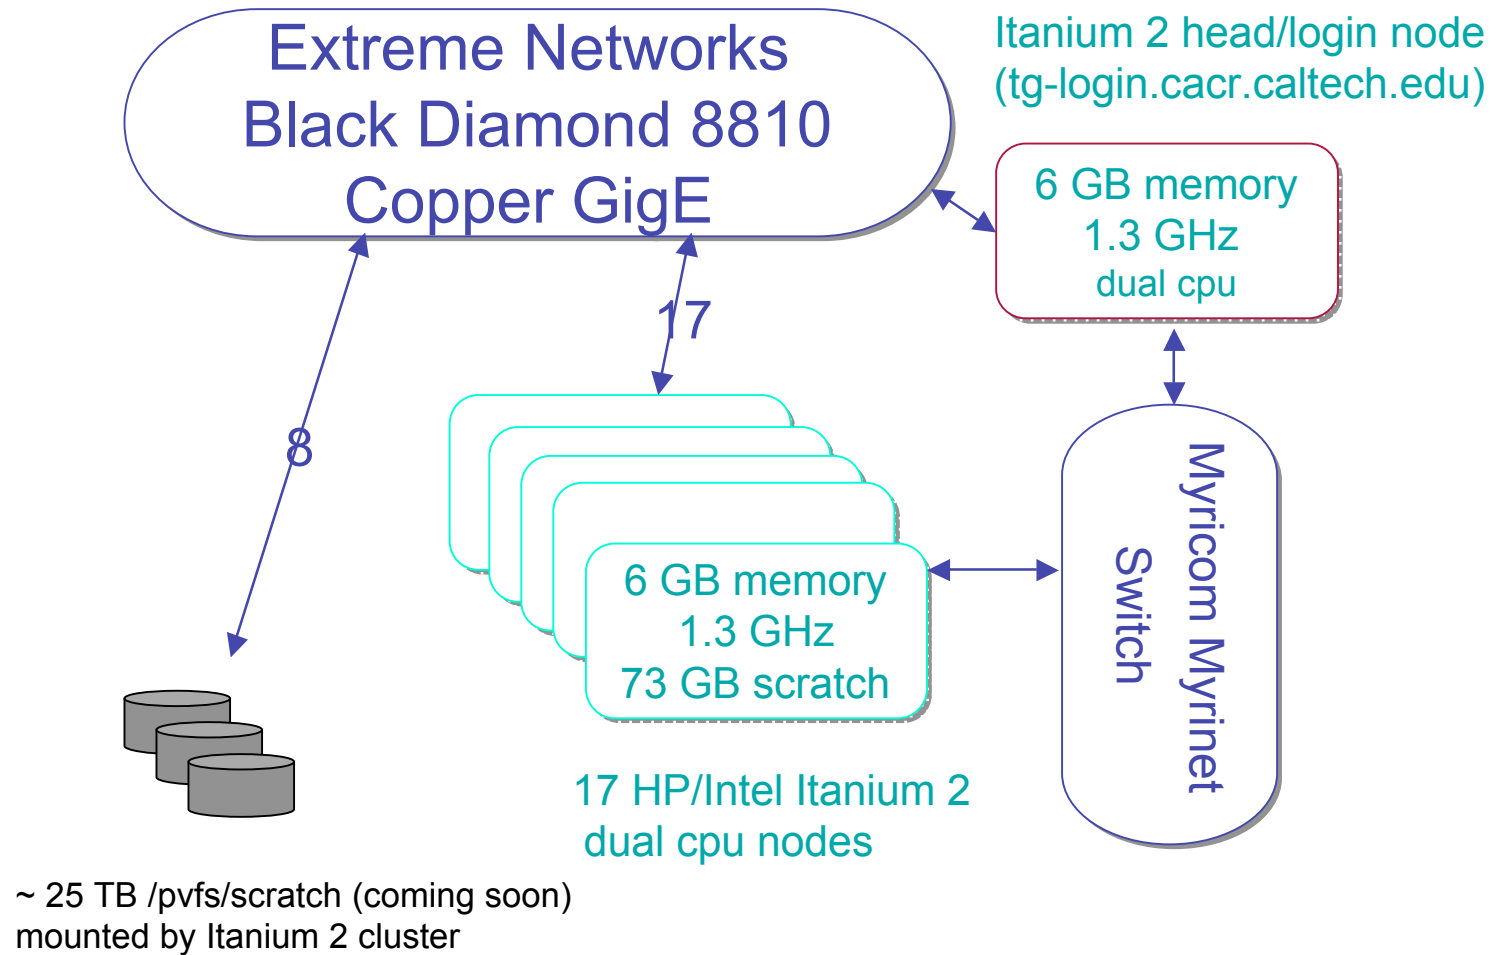 Extreme Networks
Black Diamond 8810
Copper GigE
Itanium 2 head/login node
(tg-login.cacr.caltech.edu)
6 GB memory
1.3 GHz
dual cpu
17
8
6 GB memory
1.3 GHz
73 GB scratch
Myricom Myrinet
Switch
17 HP/Intel Itanium 2
dual cpu nodes
~ 25 TB /pvfs/scratch (coming soon)
mounted by Itanium 2 cluster